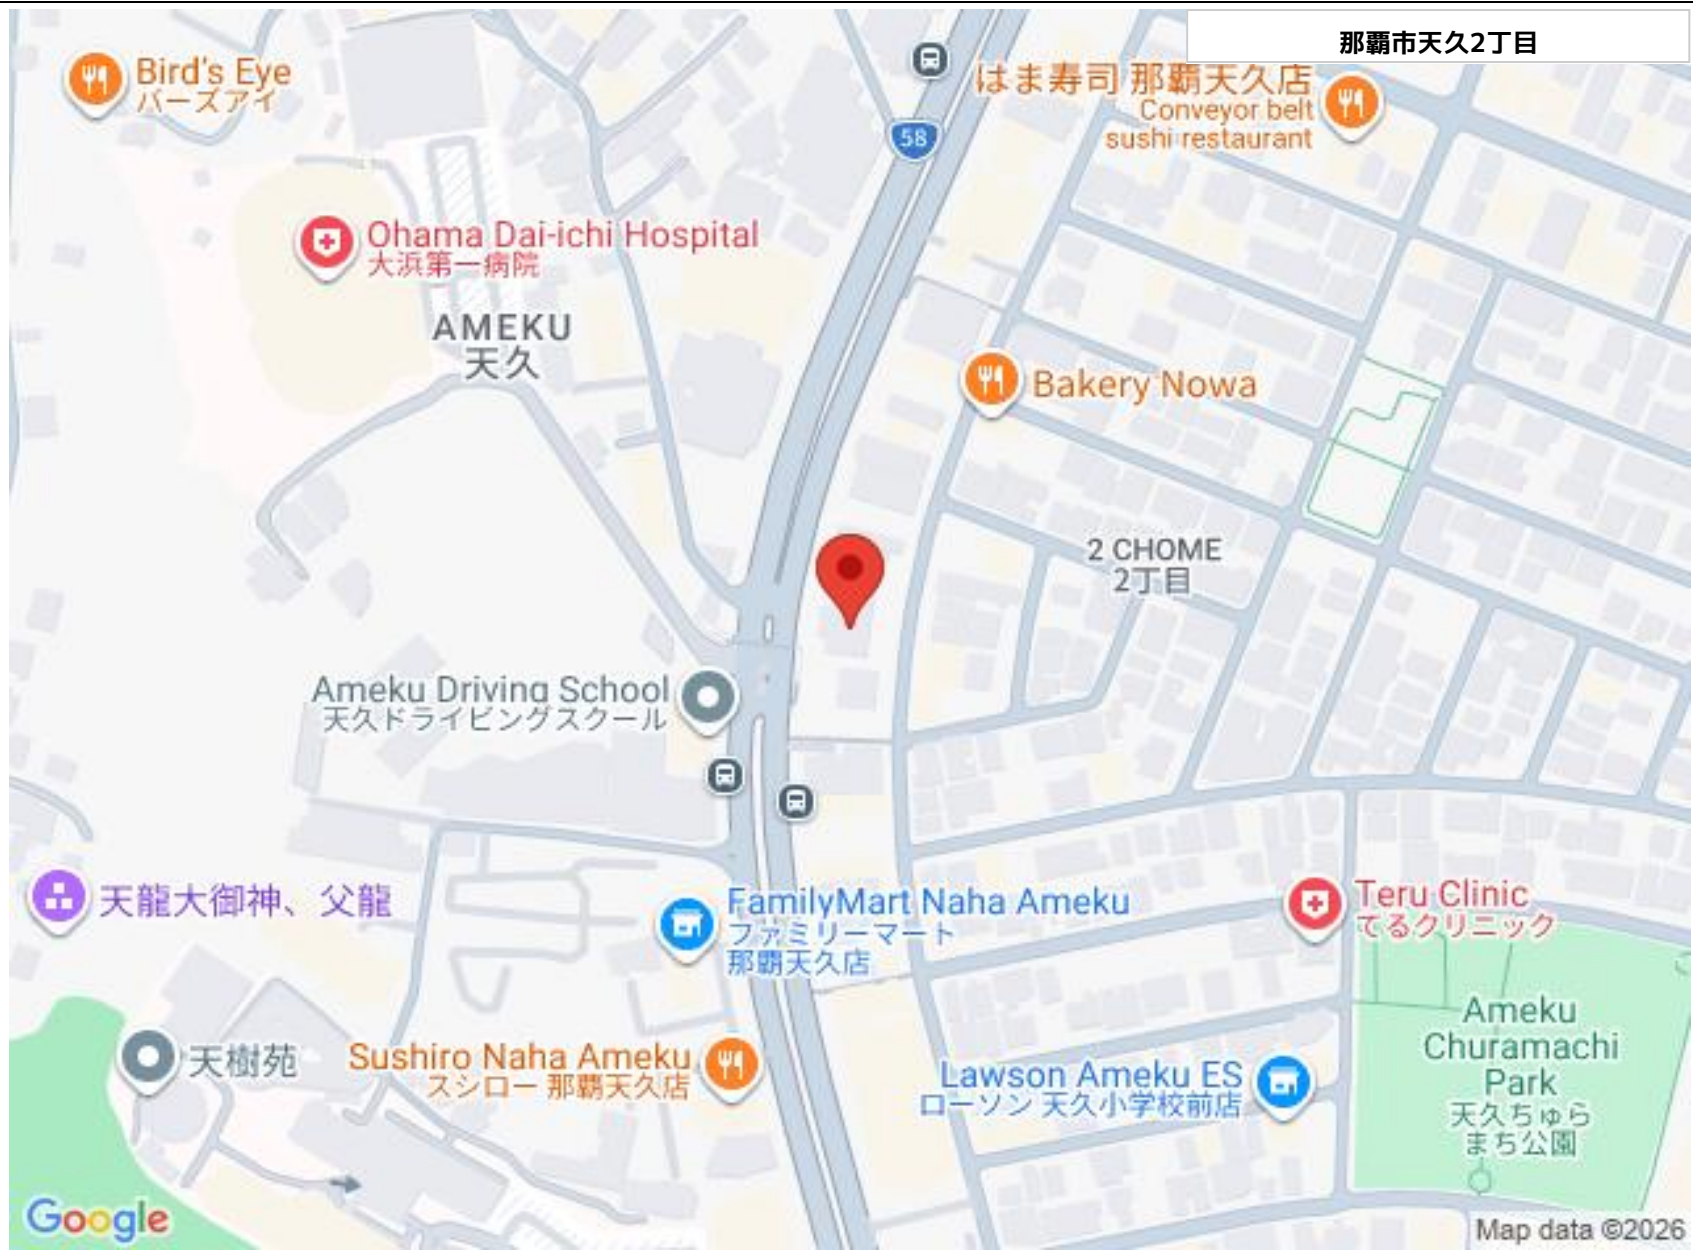 那覇市天久2丁目
Bird's Eye
バーズアイ
はま寿司 那覇天久店
Conveyor belt
sushi restaurant
58
Ohama Dai-ichi Hospital
大浜第一病院
AMEKU
天久
Bakery Nowa
2 CHOME
2丁目
Ameku Driving School
天久ドライビングスクール
天龍大御神、父龍
FamilyMart Naha Ameku
ファミリーマート
那覇天久店
Teru Clinic
てるクリニック
Ameku
Churamachi
Park
天久ちゅら
まち公園
天樹苑
Sushiro Naha Ameku
スシロー 那覇天久店
Lawson Ameku ES
ローソン 天久小学校前店
Google
Map data ©2026